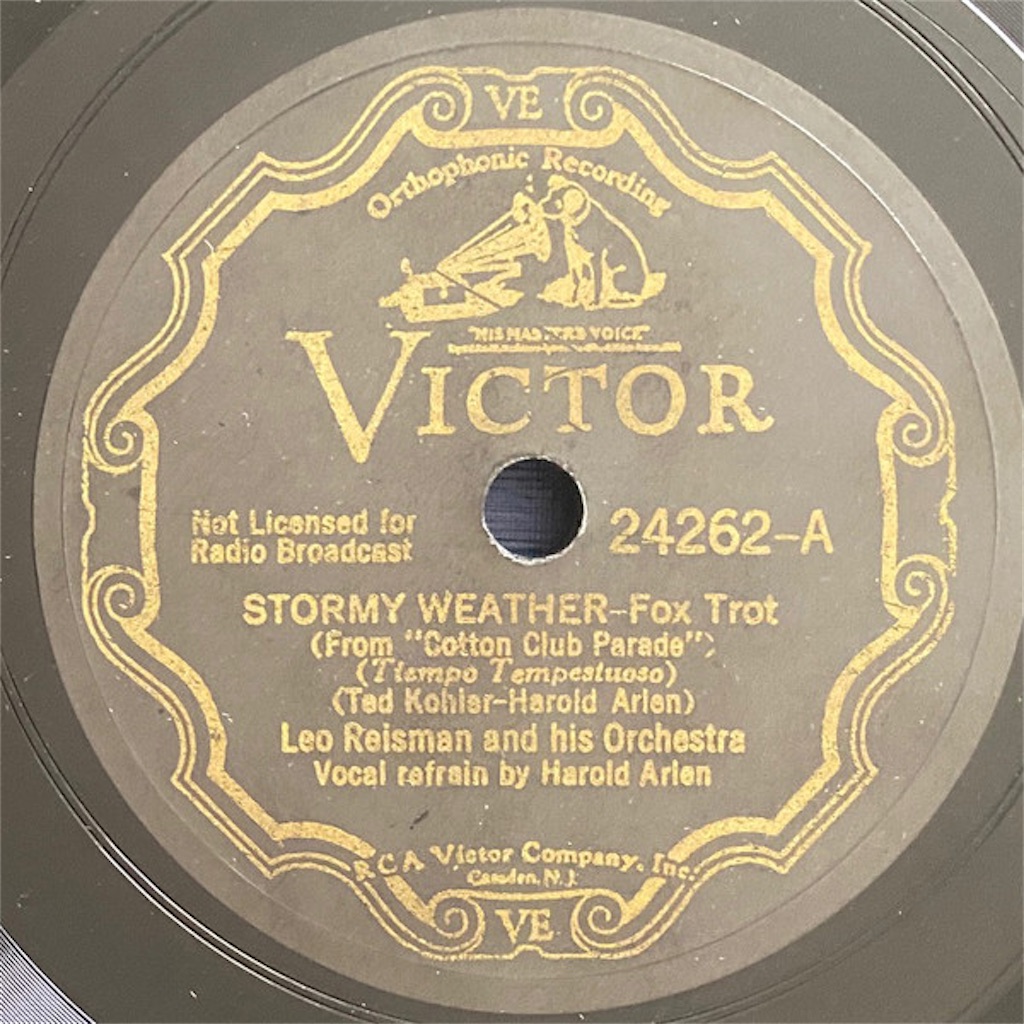 VE
Orthophonic Recording
"HIS MASTER'S VOICE"
VICTOR
Not Licensed for
Radio Broadcast
24262-A
STORMY WEATHER-Fox Trot
(From "Cotton Club Parade")
(Tiempo Tempestuoso)
(Ted Kohler-Harold Arlen)
Leo Reisman and his Orchestra
Vocal refrain by Harold Arlen
RCA Victor Company, Inc.
Camden, N.J.
VE